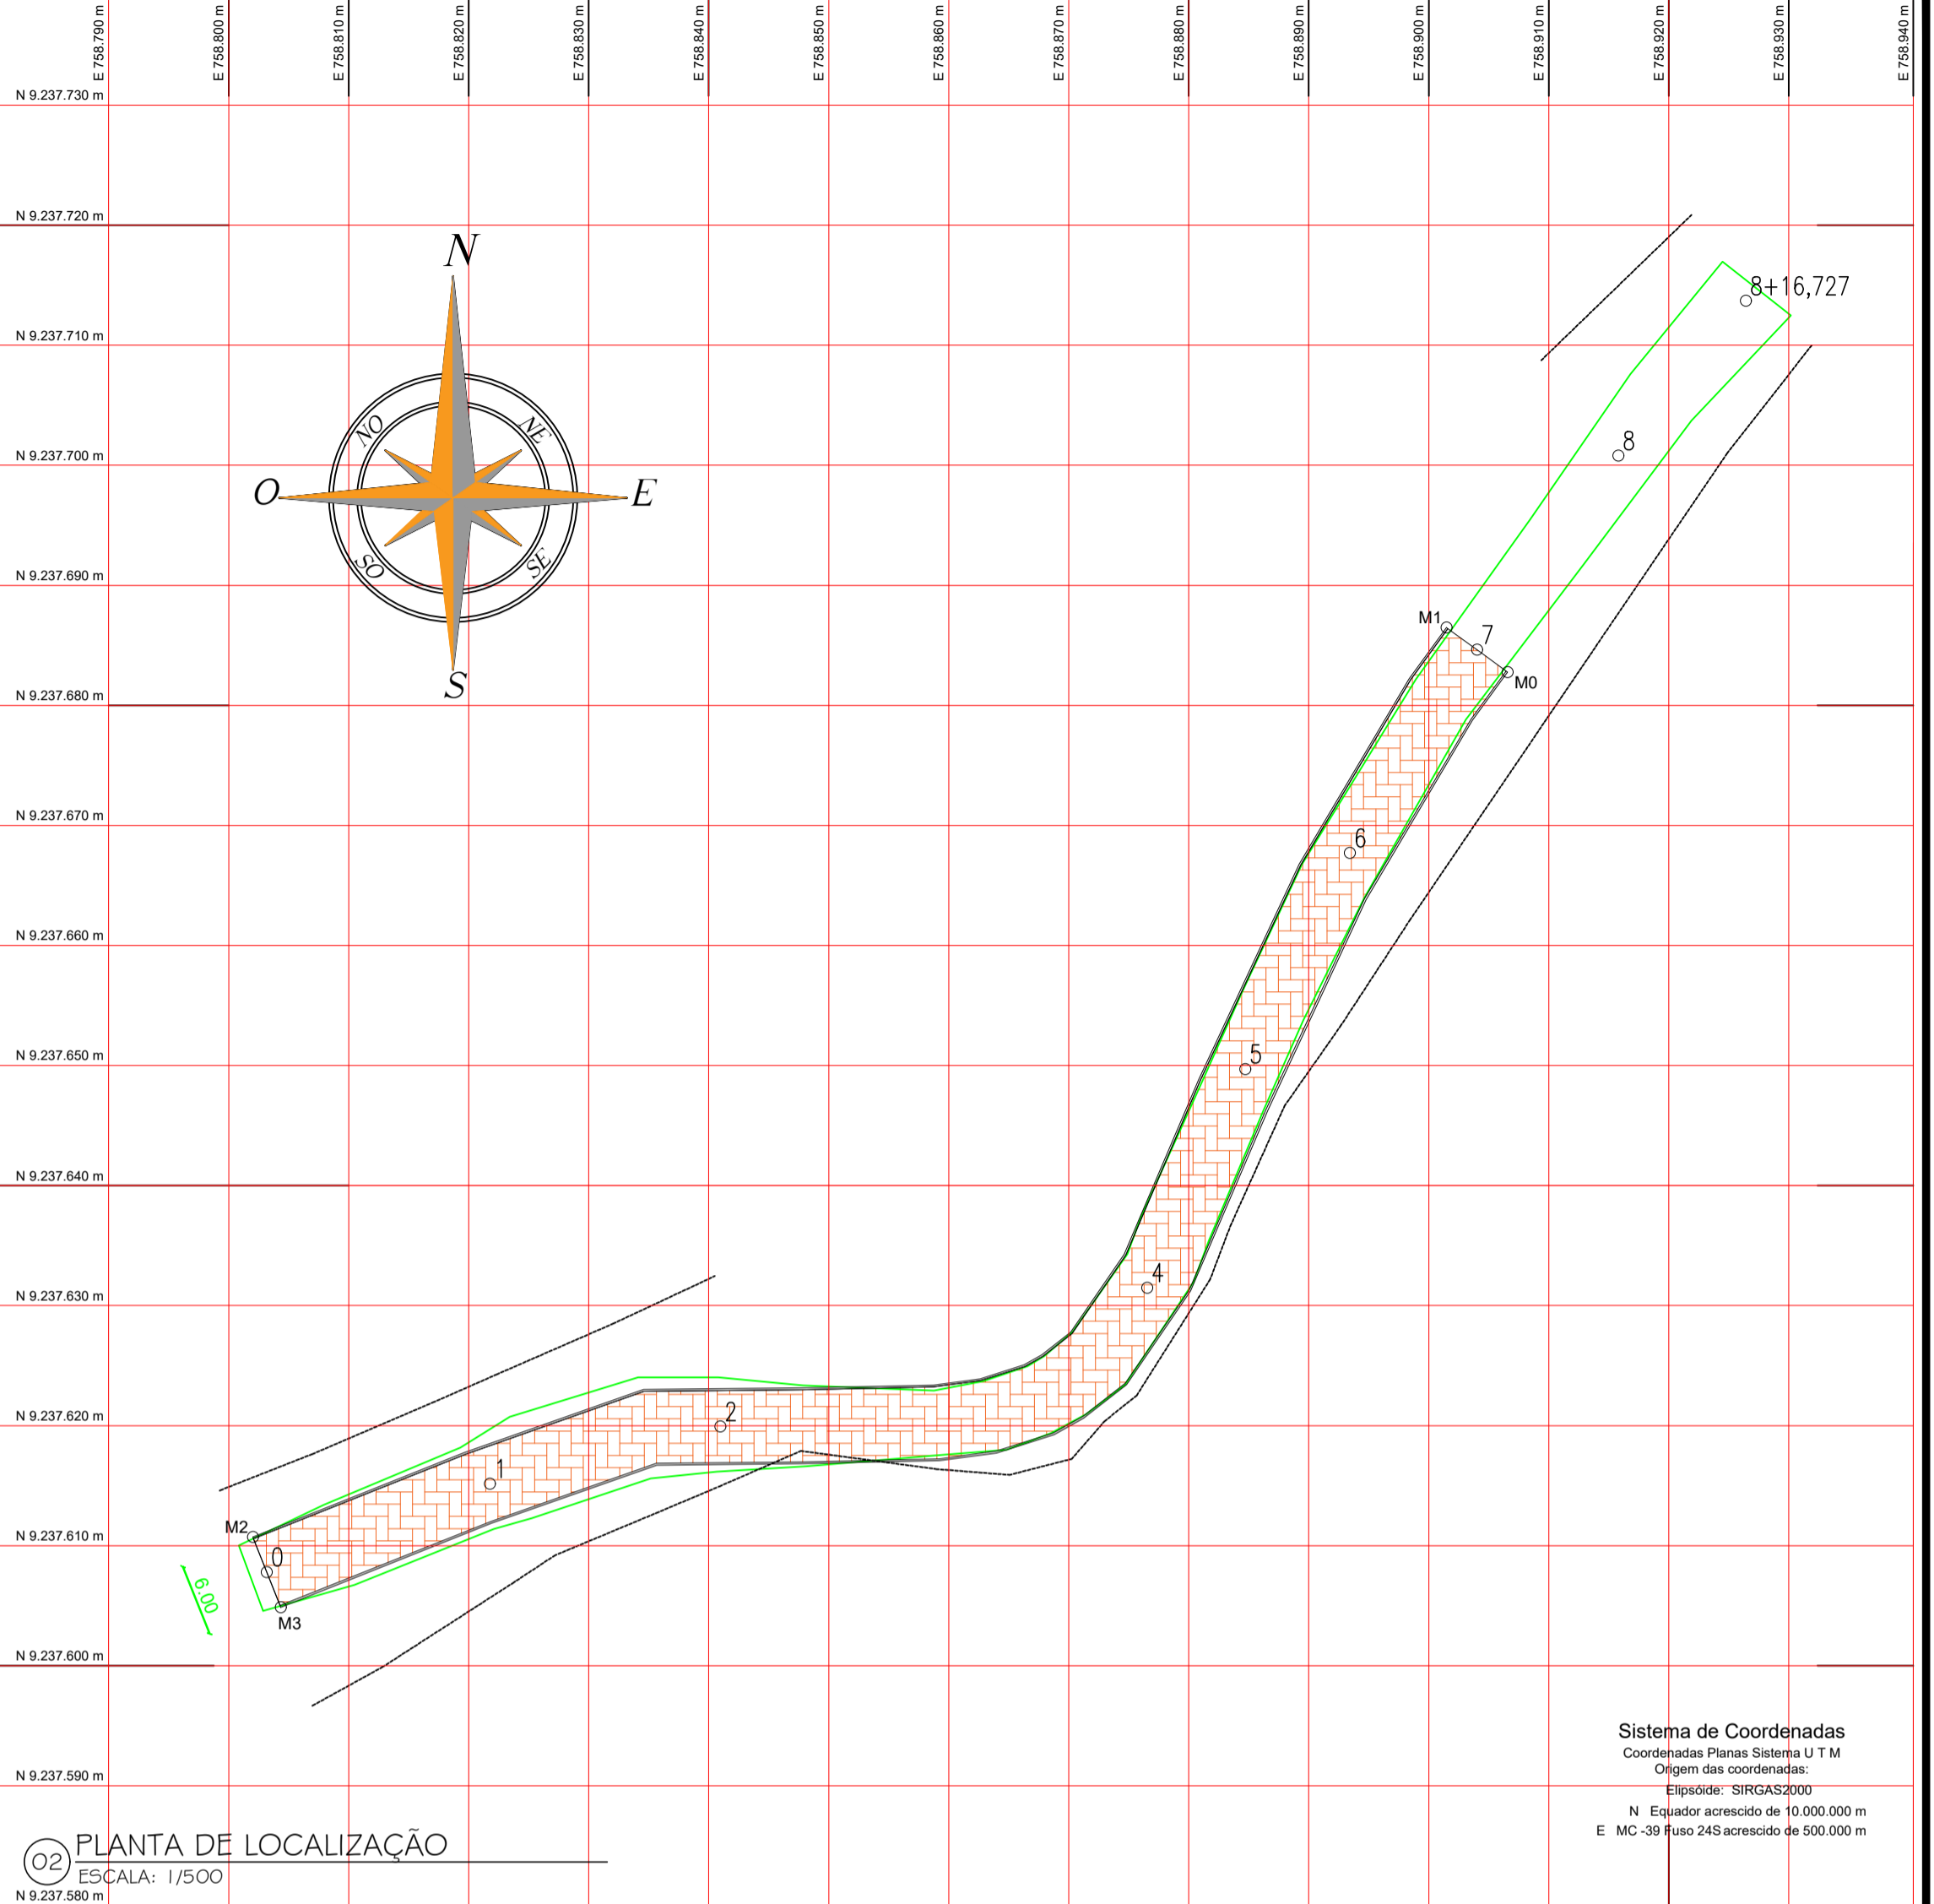 E 758.790 m
E 758.800 m
E 758.810 m
E 758.820 m
E 758.830 m
E 758.840 m
E 758.850 m
E 758.860 m
E 758.870 m
E 758.880 m
E 758.890 m
E 758.900 m
E 758.910 m
E 758.920 m
E 758.930 m
E 758.940 m
N 9.237.730 m
N 9.237.720 m
N 9.237.710 m
N 9.237.700 m
N 9.237.690 m
N 9.237.680 m
N 9.237.670 m
N 9.237.660 m
N 9.237.650 m
N 9.237.640 m
N 9.237.630 m
N 9.237.620 m
N 9.237.610 m
N 9.237.600 m
N 9.237.590 m
N 9.237.580 m
N
NO
NE
O
E
SO
SE
S
8+16,727
8
M1
7
M0
6
5
4
2
1
M2
0
M3
6.00
Sistema de Coordenadas
Coordenadas Planas Sistema U T M
Origem das coordenadas:
Elipsóide: SIRGAS2000
N Equador acrescido de 10.000.000 m
E MC -39 Fuso 24S acrescido de 500.000 m
02
PLANTA DE LOCALIZAÇÃO
ESCALA: 1/500